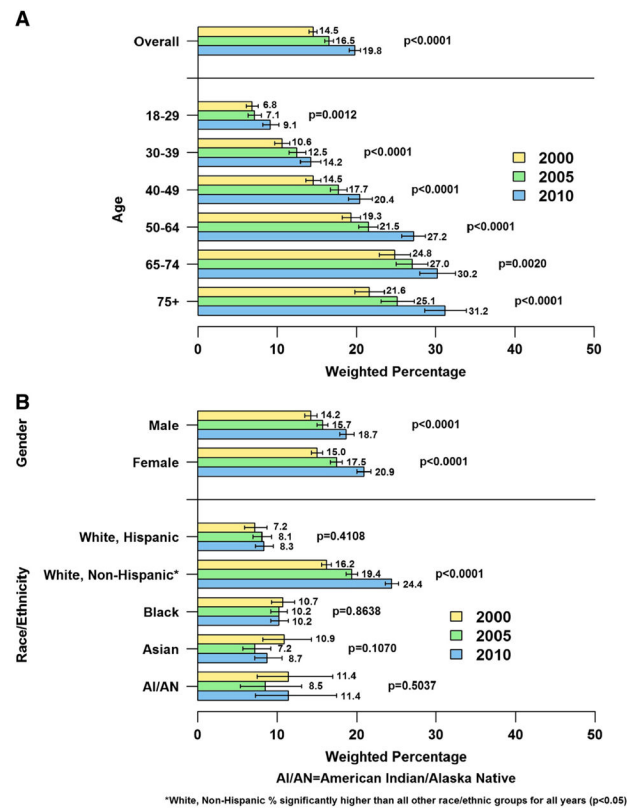 A
Overall
14.5
16.5
19.8
p<0.0001
Age
18-29
6.8
7.1
9.1
p=0.0012
30-39
10.6
12.5
14.2
p<0.0001
40-49
14.5
17.7
20.4
p<0.0001
50-64
19.3
21.5
27.2
p<0.0001
65-74
24.8
27.0
30.2
p=0.0020
75+
21.6
25.1
31.2
p<0.0001
2000
2005
2010
0 10 20 30 40 50
Weighted Percentage
B
Gender
Male
14.2
15.7
18.7
p<0.0001
Female
15.0
17.5
20.9
p<0.0001
Race/Ethnicity
White, Hispanic
7.2
8.1
8.3
p=0.4108
White, Non-Hispanic*
16.2
19.4
24.4
p<0.0001
Black
10.7
10.2
10.2
p=0.8638
Asian
10.9
7.2
8.7
p=0.1070
AI/AN
11.4
8.5
11.4
p=0.5037
2000
2005
2010
0 10 20 30 40 50
Weighted Percentage
AI/AN=American Indian/Alaska Native
*White, Non-Hispanic % significantly higher than all other race/ethnic groups for all years (p<0.05)